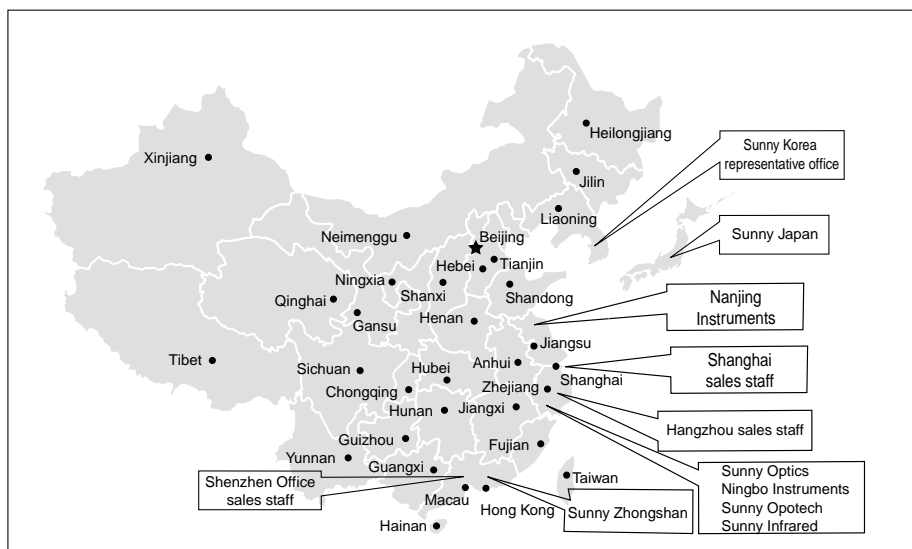 Heilongjiang
Xinjiang
Sunny Korea
representative office
Jilin
Liaoning
Neimenggu
Beijing
Sunny Japan
Hebei
Tianjin
Ningxia
Shanxi
Shandong
Qinghai
Gansu
Henan
Nanjing
Instruments
Jiangsu
Tibet
Sichuan
Hubei
Anhui
Shanghai
Shanghai
sales staff
Chongqing
Zhejiang
Hunan
Jiangxi
Hangzhou sales staff
Guizhou
Fujian
Yunnan
Guangxi
Sunny Optics
Ningbo Instruments
Sunny Opotech
Sunny Infrared
Shenzhen Office
sales staff
Taiwan
Macau
Hong Kong
Sunny Zhongshan
Hainan